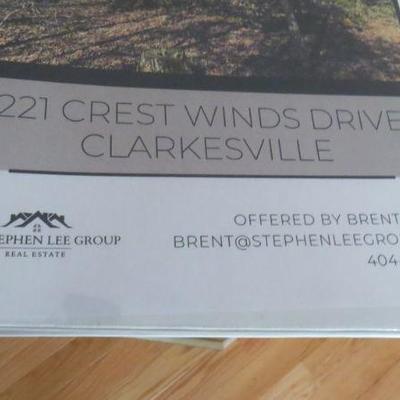 221 CREST WINDS DRIVE
CLARKESVILLE
OFFERED BY BRENT
EPHEN LEE GROUP
BRENT@STEPHENLEEGRO
REAL ESTATE
404